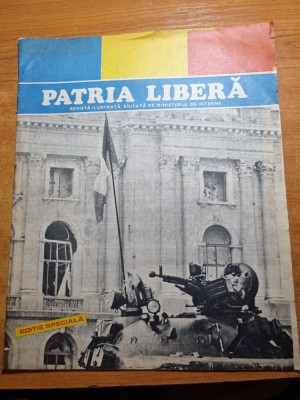 PATRIA LIBERĂ
REVISTĂ ILUSTRATĂ, EDITATĂ DE MINISTERUL DE INTERNE
EDIȚIE SPECIALĂ